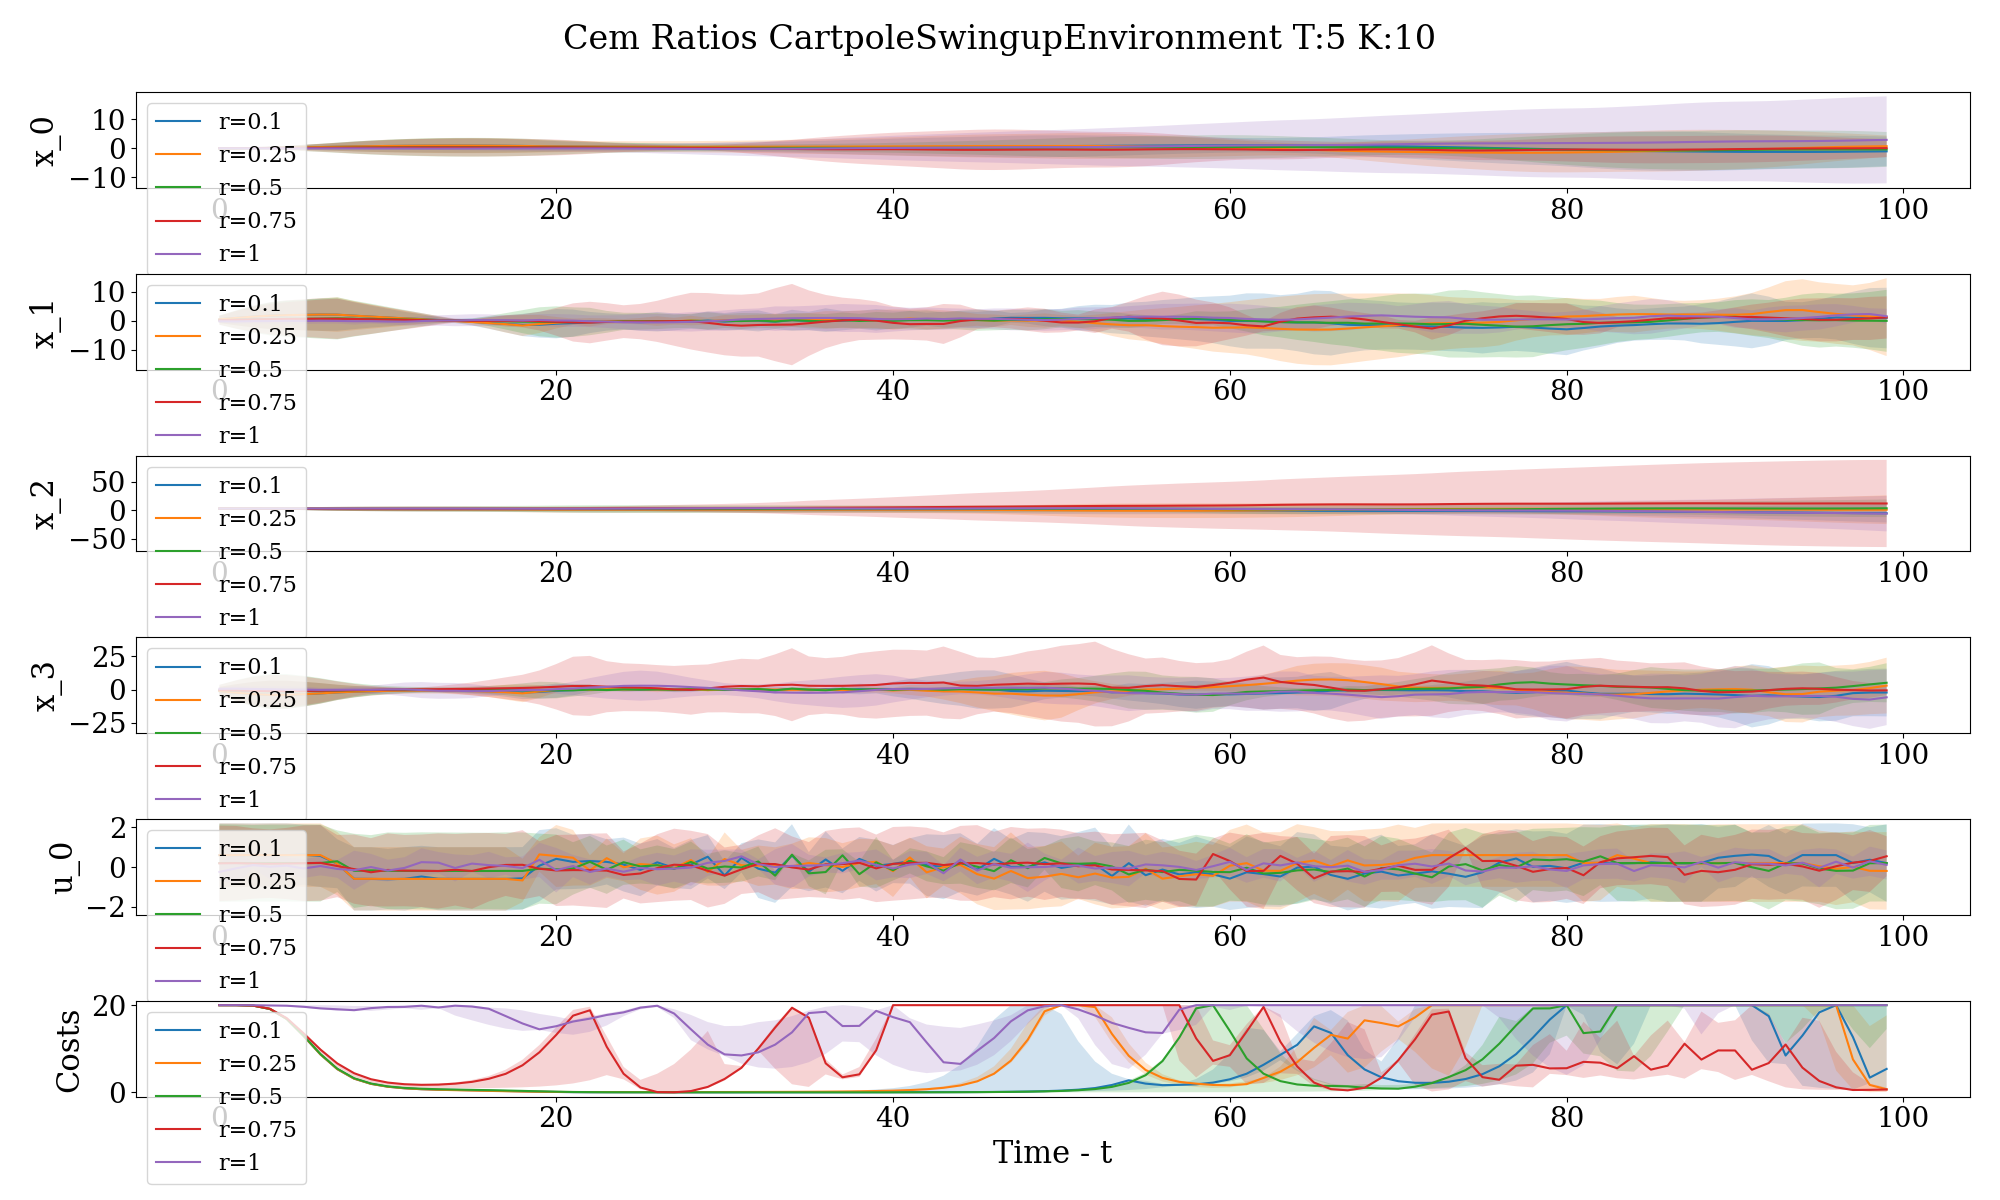 Cem Ratios CartpoleSwingupEnvironment T:5 K:10
x_0
10
0
−10
r=0.1
r=0.25
r=0.5
r=0.75
r=1
0 20 40 60 80 100
x_1
10
0
−10
r=0.1
r=0.25
r=0.5
r=0.75
r=1
0 20 40 60 80 100
x_2
50
0
−50
r=0.1
r=0.25
r=0.5
r=0.75
r=1
0 20 40 60 80 100
x_3
25
0
−25
r=0.1
r=0.25
r=0.5
r=0.75
r=1
0 20 40 60 80 100
u_0
2
0
−2
r=0.1
r=0.25
r=0.5
r=0.75
r=1
0 20 40 60 80 100
Costs
20
0
r=0.1
r=0.25
r=0.5
r=0.75
r=1
0 20 40 60 80 100
Time - t